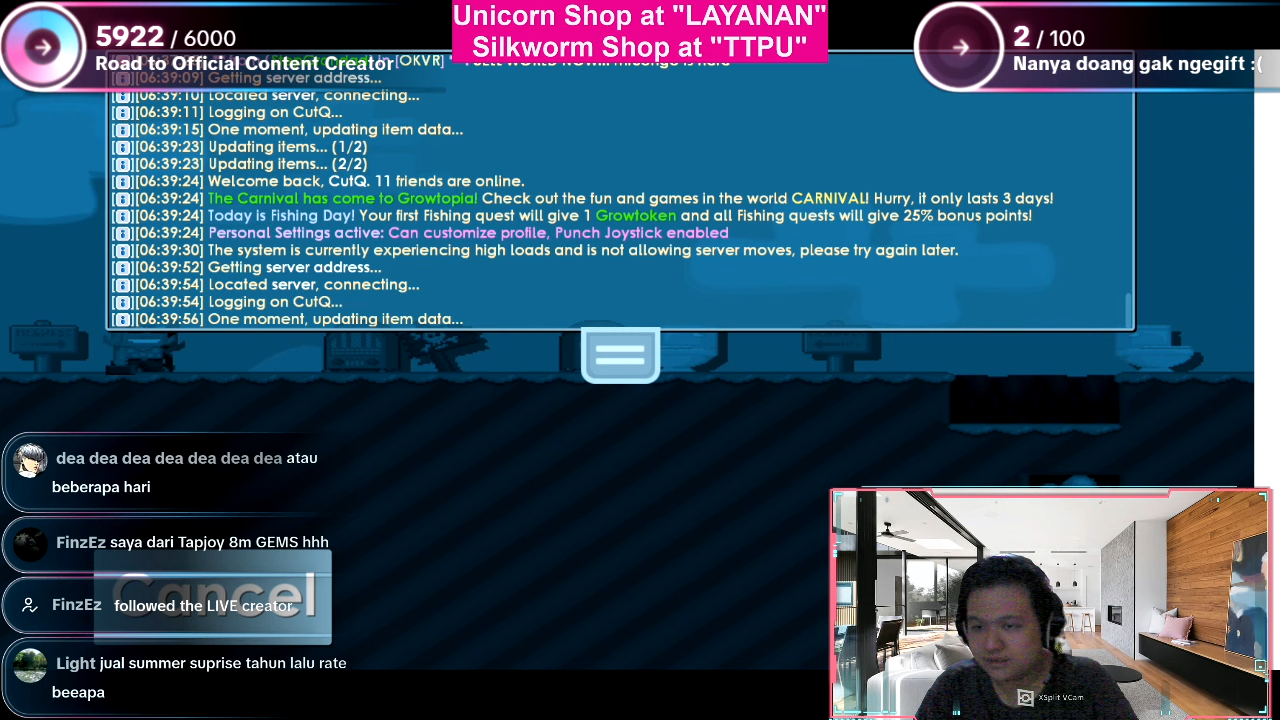 Unicorn Shop at "LAYANAN"
Silkworm Shop at "TTPU"
5922 / 6000
Road to Official Content Creator
2 / 100
Nanya doang gak ngegift :(
in [OKVR]
[06:39:09] Getting server address...
[06:39:10] Located server, connecting...
[06:39:11] Logging on CutQ...
[06:39:15] One moment, updating item data...
[06:39:23] Updating items... (1/2)
[06:39:23] Updating items... (2/2)
[06:39:24] Welcome back, CutQ. 11 friends are online.
[06:39:24] The Carnival has come to Growtopia! Check out the fun and games in the world CARNIVAL! Hurry, it only lasts 3 days!
[06:39:24] Today is Fishing Day! Your first Fishing quest will give 1 Growtoken and all Fishing quests will give 25% bonus points!
[06:39:24] Personal Settings active: Can customize profile, Punch Joystick enabled
[06:39:30] The system is currently experiencing high loads and is not allowing server moves, please try again later.
[06:39:52] Getting server address...
[06:39:54] Located server, connecting...
[06:39:54] Logging on CutQ...
[06:39:56] One moment, updating item data...
dea dea dea dea dea dea dea atau
beberapa hari
FinzEz saya dari Tapjoy 8m GEMS hhh
Cancel
FinzEz followed the LIVE creator
Light jual summer suprise tahun lalu rate
beeapa
XSplit VCam